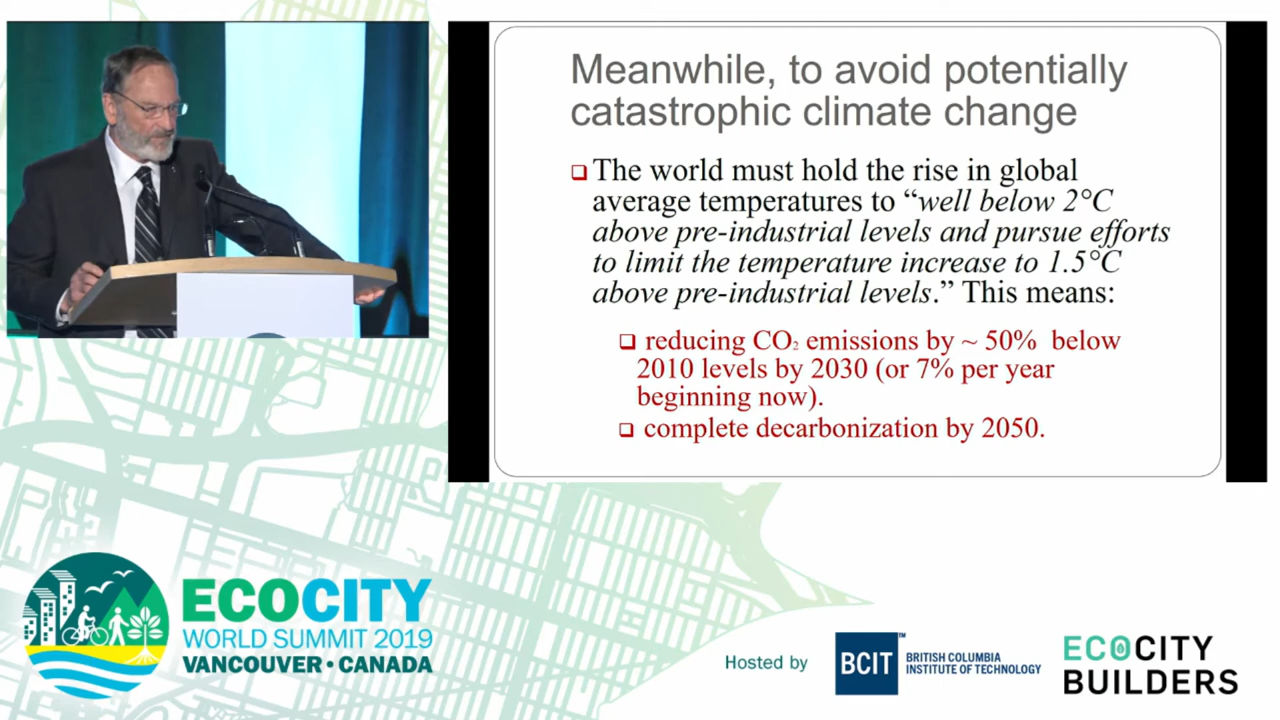 Meanwhile, to avoid potentially
catastrophic climate change
The world must hold the rise in global
average temperatures to “well below 2°C
above pre-industrial levels and pursue efforts
to limit the temperature increase to 1.5°C
above pre-industrial levels.” This means:
reducing CO₂ emissions by ~ 50% below
2010 levels by 2030 (or 7% per year
beginning now).
complete decarbonization by 2050.
ECOCITY
WORLD SUMMIT 2019
VANCOUVER • CANADA
Hosted by
BCIT™
BRITISH COLUMBIA
INSTITUTE OF TECHNOLOGY
ECOCITY
BUILDERS